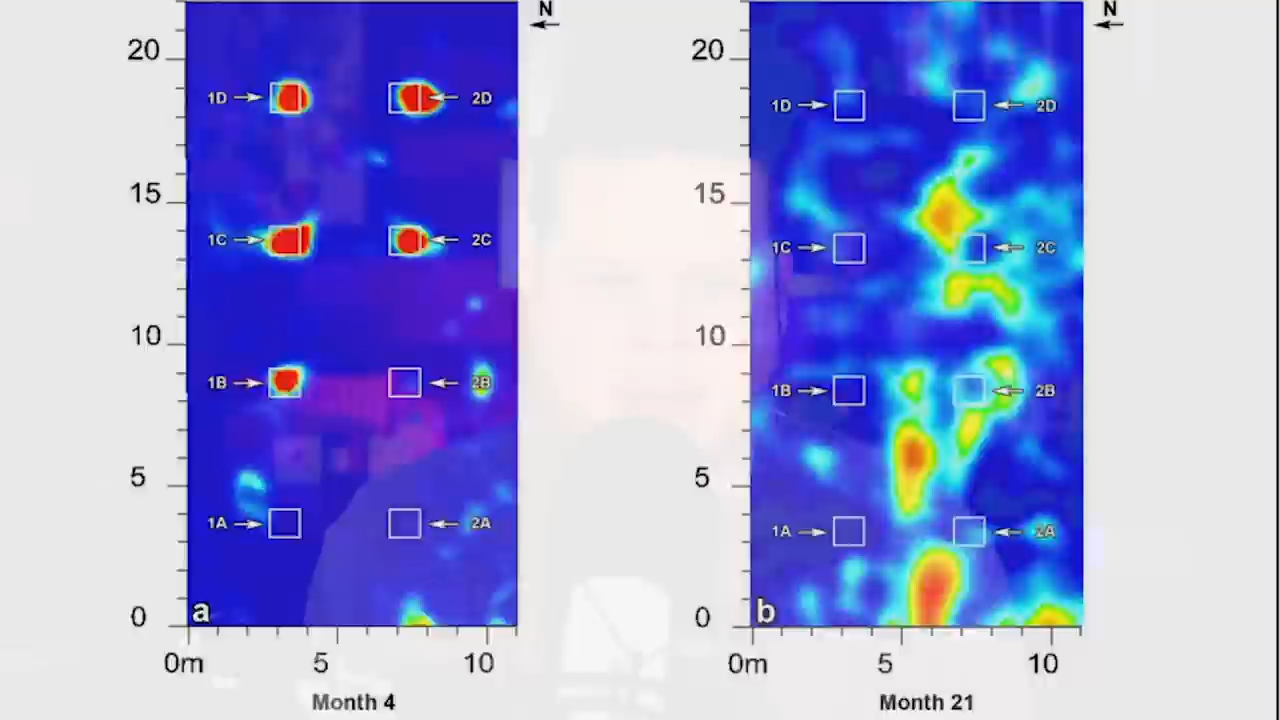 N N
20 20
1D 2D 1D 2D
15 15
1C 2C 1C 2C
10 10
1B 2B 1B 2B
5 5
1A 2A 1A 2A
0 a 0 b
0m 5 10 0m 5 10
Month 4 Month 21